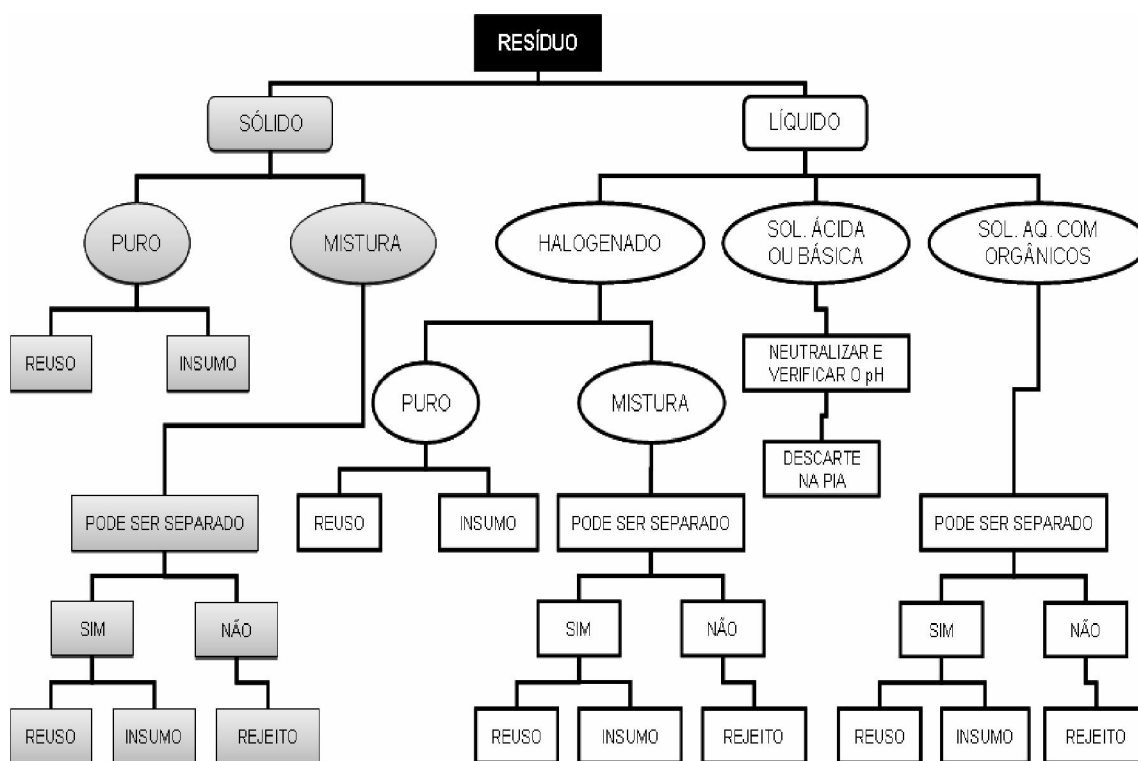 RESÍDUO
SÓLIDO
LÍQUIDO
PURO
MISTURA
HALOGENADO
SOL. ÁCIDA
OU BÁSICA
SOL. AQ. COM
ORGÂNICOS
REUSO
INSUMO
NEUTRALIZAR E
VERIFICAR O pH
PURO
MISTURA
DESCARTE
NA PIA
REUSO
INSUMO
PODE SER SEPARADO
PODE SER SEPARADO
PODE SER SEPARADO
SIM
NÃO
SIM
NÃO
SIM
NÃO
REUSO
INSUMO
REJEITO
REUSO
INSUMO
REJEITO
REUSO
INSUMO
REJEITO